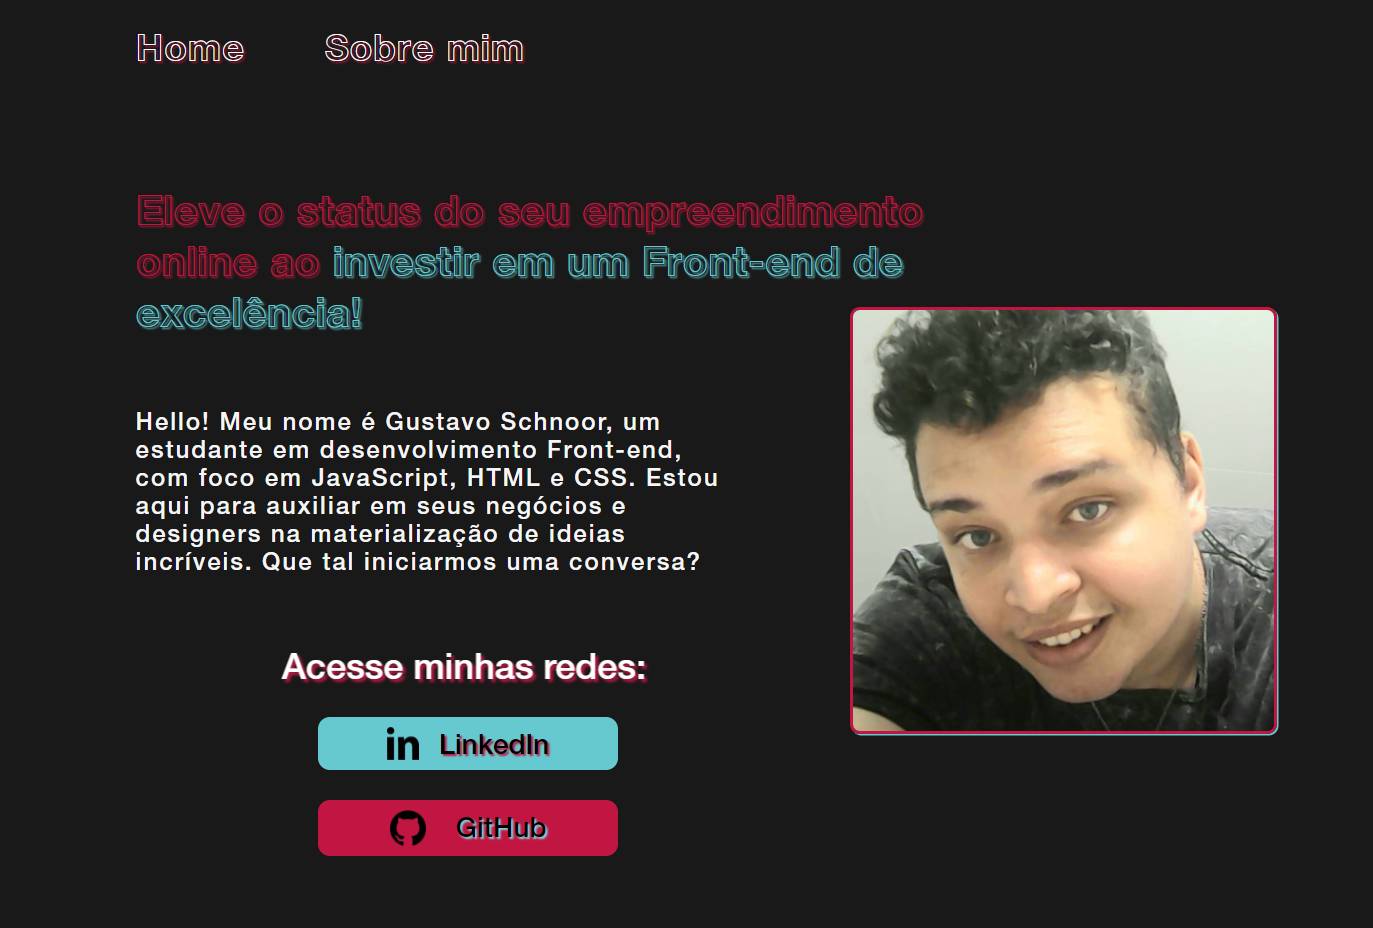 Home Sobre mim
Eleve o status do seu empreendimento
online ao investir em um Front-end de
excelência!
Hello! Meu nome é Gustavo Schnoor, um
estudante em desenvolvimento Front-end,
com foco em JavaScript, HTML e CSS. Estou
aqui para auxiliar em seus negócios e
designers na materialização de ideias
incríveis. Que tal iniciarmos uma conversa?
Acesse minhas redes:
in LinkedIn
GitHub